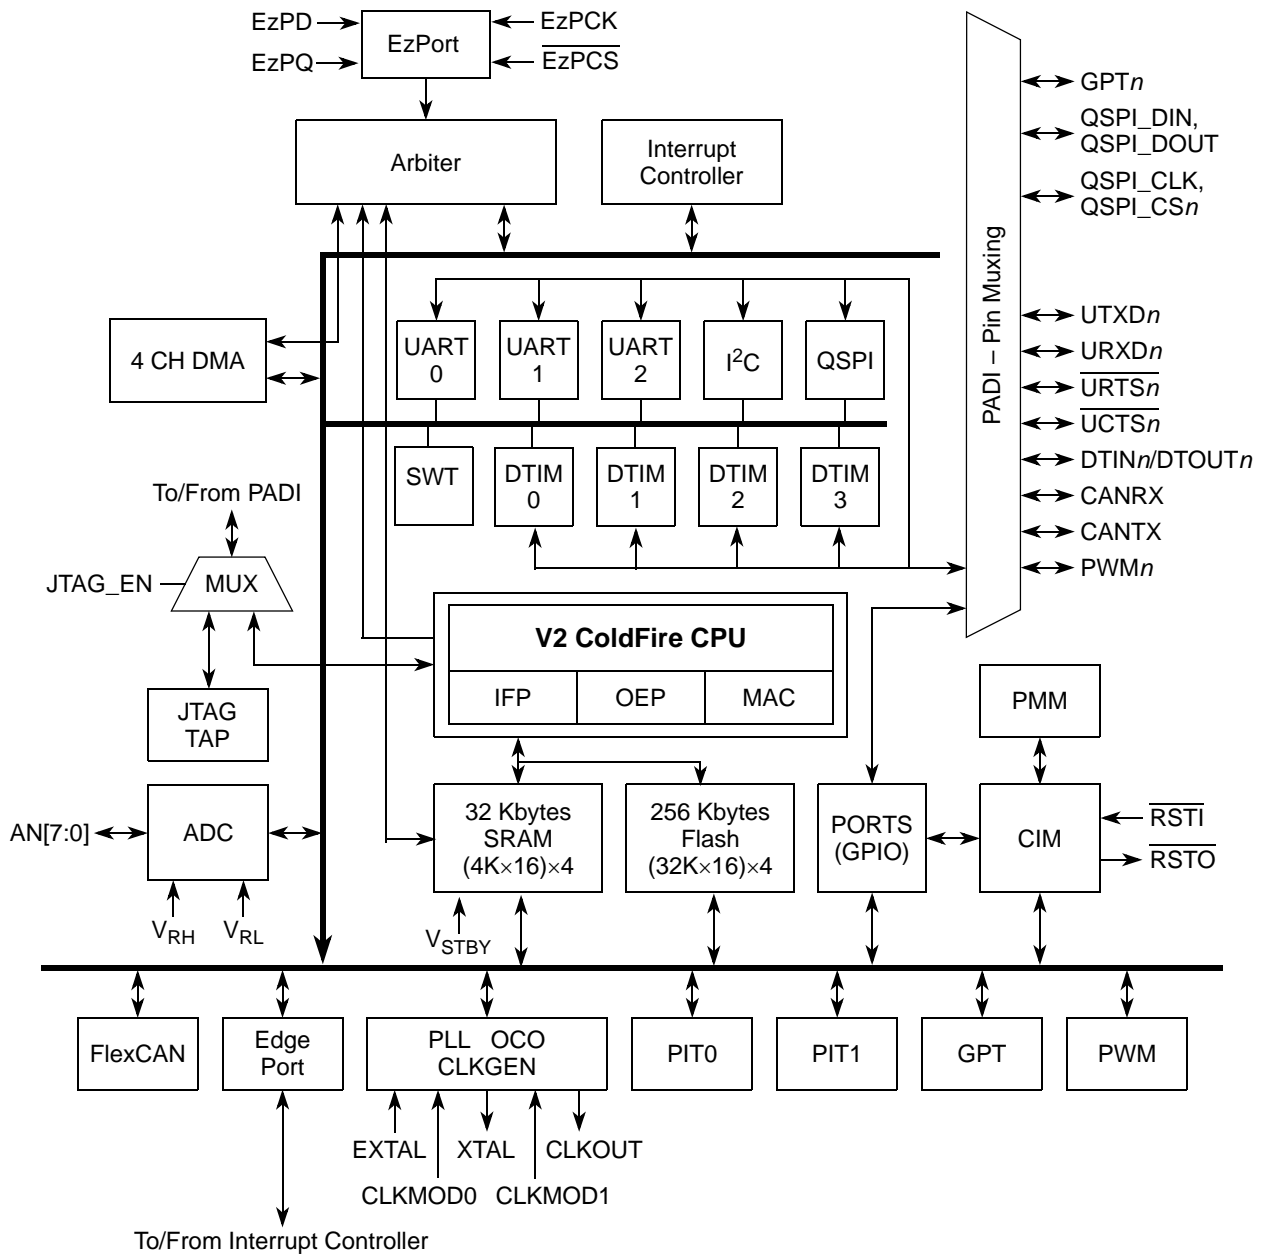 EzPD
EzPQ
EzPort
EzPCK
EzPCS
Arbiter
Interrupt
Controller
PADI – Pin Muxing
GPTn
QSPI_DIN,
QSPI_DOUT
QSPI_CLK,
QSPI_CSn
UTXDn
URXDn
URTSn
UCTSn
DTINn/DTOUTn
CANRX
CANTX
PWMn
4 CH DMA
UART
0
UART
1
UART
2
I²C
QSPI
SWT
DTIM
0
DTIM
1
DTIM
2
DTIM
3
To/From PADI
JTAG_EN
MUX
JTAG
TAP
V2 ColdFire CPU
IFP
OEP
MAC
PMM
AN[7:0]
ADC
VRH
VRL
32 Kbytes
SRAM
(4K×16)×4
VSTBY
256 Kbytes
Flash
(32K×16)×4
PORTS
(GPIO)
CIM
RSTI
RSTO
FlexCAN
Edge
Port
PLL OCO
CLKGEN
PIT0
PIT1
GPT
PWM
EXTAL
XTAL
CLKOUT
CLKMOD0
CLKMOD1
To/From Interrupt Controller